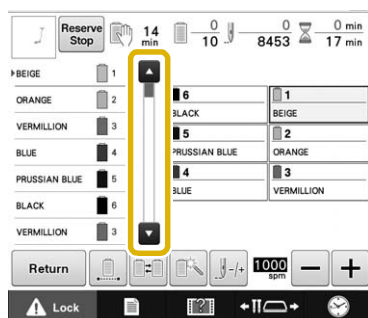 Reserve
Stop
14
min
0
10
0
8453
0 min
17 min
BEIGE 1
ORANGE 2
VERMILLION 3
BLUE 4
PRUSSIAN BLUE 5
BLACK 6
VERMILLION 3
6
BLACK
1
BEIGE
5
PRUSSIAN BLUE
2
ORANGE
4
BLUE
3
VERMILLION
Return
-/+
1000
spm
− +
Lock
?